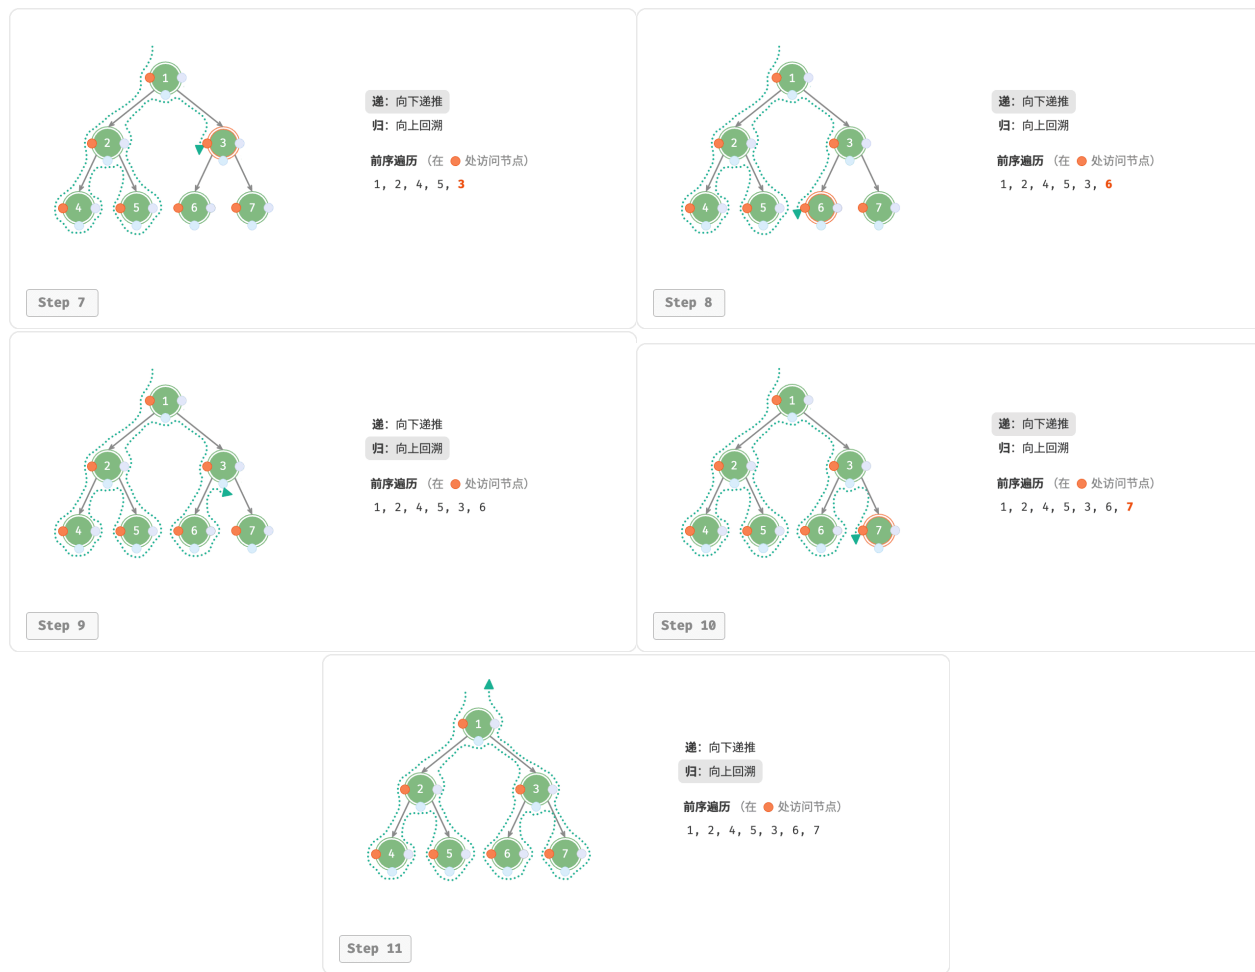 1
2
3
4
5
6
7
递：向下递推
归：向上回溯
前序遍历（在 处访问节点）
1, 2, 4, 5, 3
Step 7
1
2
3
4
5
6
7
递：向下递推
归：向上回溯
前序遍历（在 处访问节点）
1, 2, 4, 5, 3, 6
Step 8
1
2
3
4
5
6
7
递：向下递推
归：向上回溯
前序遍历（在 处访问节点）
1, 2, 4, 5, 3, 6
Step 9
1
2
3
4
5
6
7
递：向下递推
归：向上回溯
前序遍历（在 处访问节点）
1, 2, 4, 5, 3, 6, 7
Step 10
1
2
3
4
5
6
7
递：向下递推
归：向上回溯
前序遍历（在 处访问节点）
1, 2, 4, 5, 3, 6, 7
Step 11